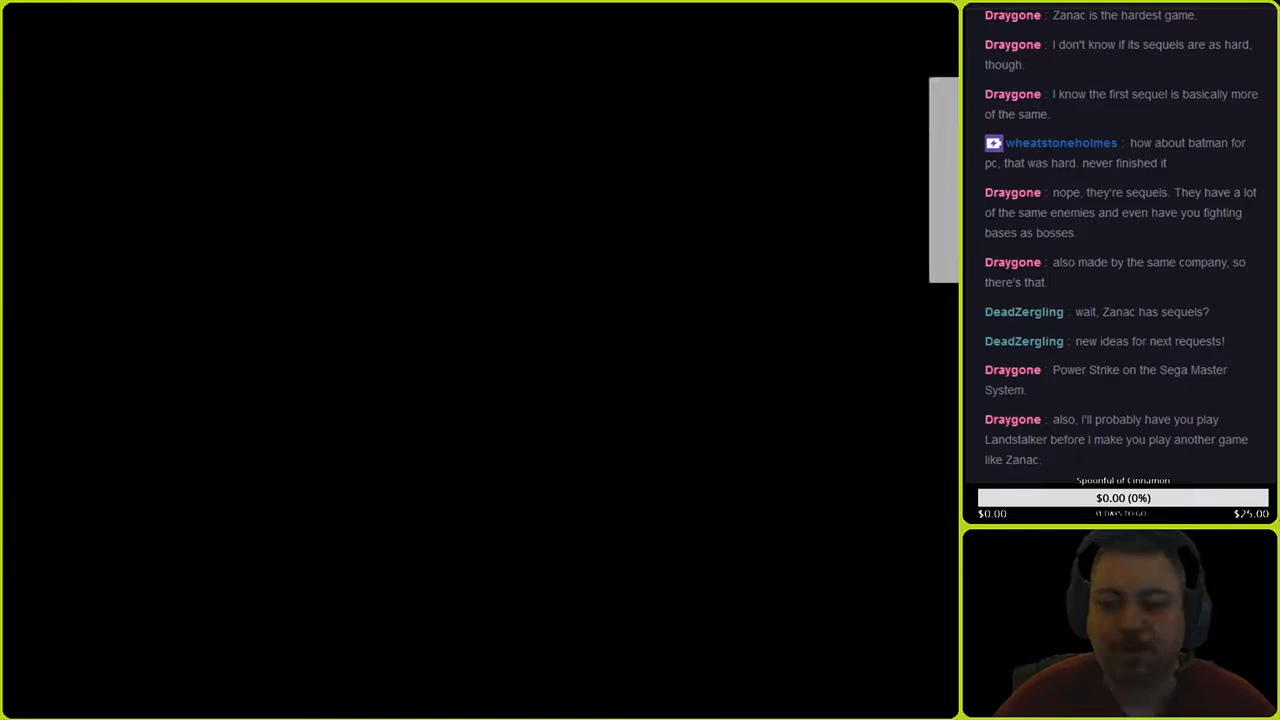 Draygone : Zanac is the hardest game.
Draygone : I don't know if its sequels are as hard,
though.
Draygone : I know the first sequel is basically more
of the same.
wheatstoneholmes : how about batman for
pc, that was hard. never finished it
Draygone : nope, they're sequels. They have a lot
of the same enemies and even have you fighting
bases as bosses.
Draygone : also made by the same company, so
there's that.
DeadZergling : wait, Zanac has sequels?
DeadZergling : new ideas for next requests!
Draygone : Power Strike on the Sega Master
System.
Draygone : also, I'll probably have you play
Landstalker before I make you play another game
like Zanac.
Spoonful of Cinnamon
$0.00 (0%)
$0.00 31 DAYS TO GO $25.00